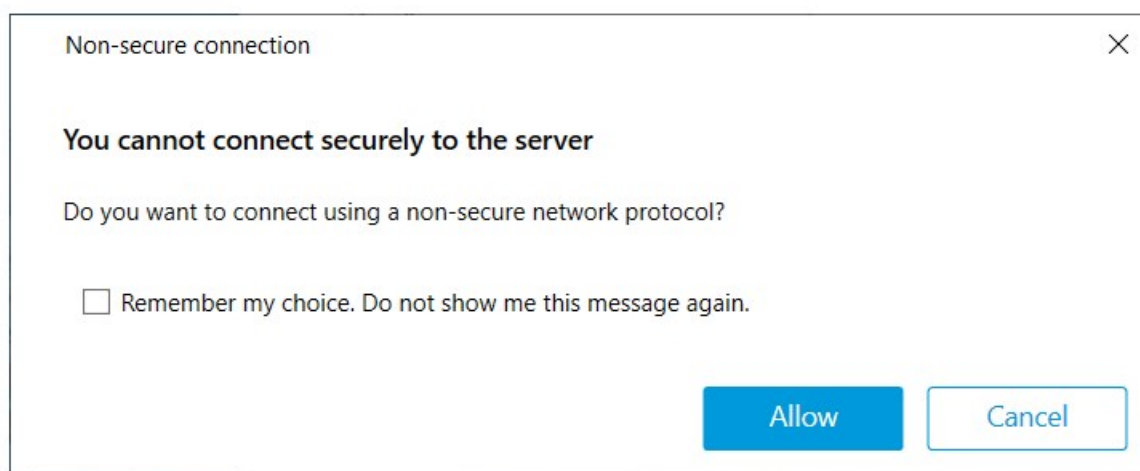 Non-secure connection
You cannot connect securely to the server
Do you want to connect using a non-secure network protocol?
Remember my choice. Do not show me this message again.
Allow Cancel